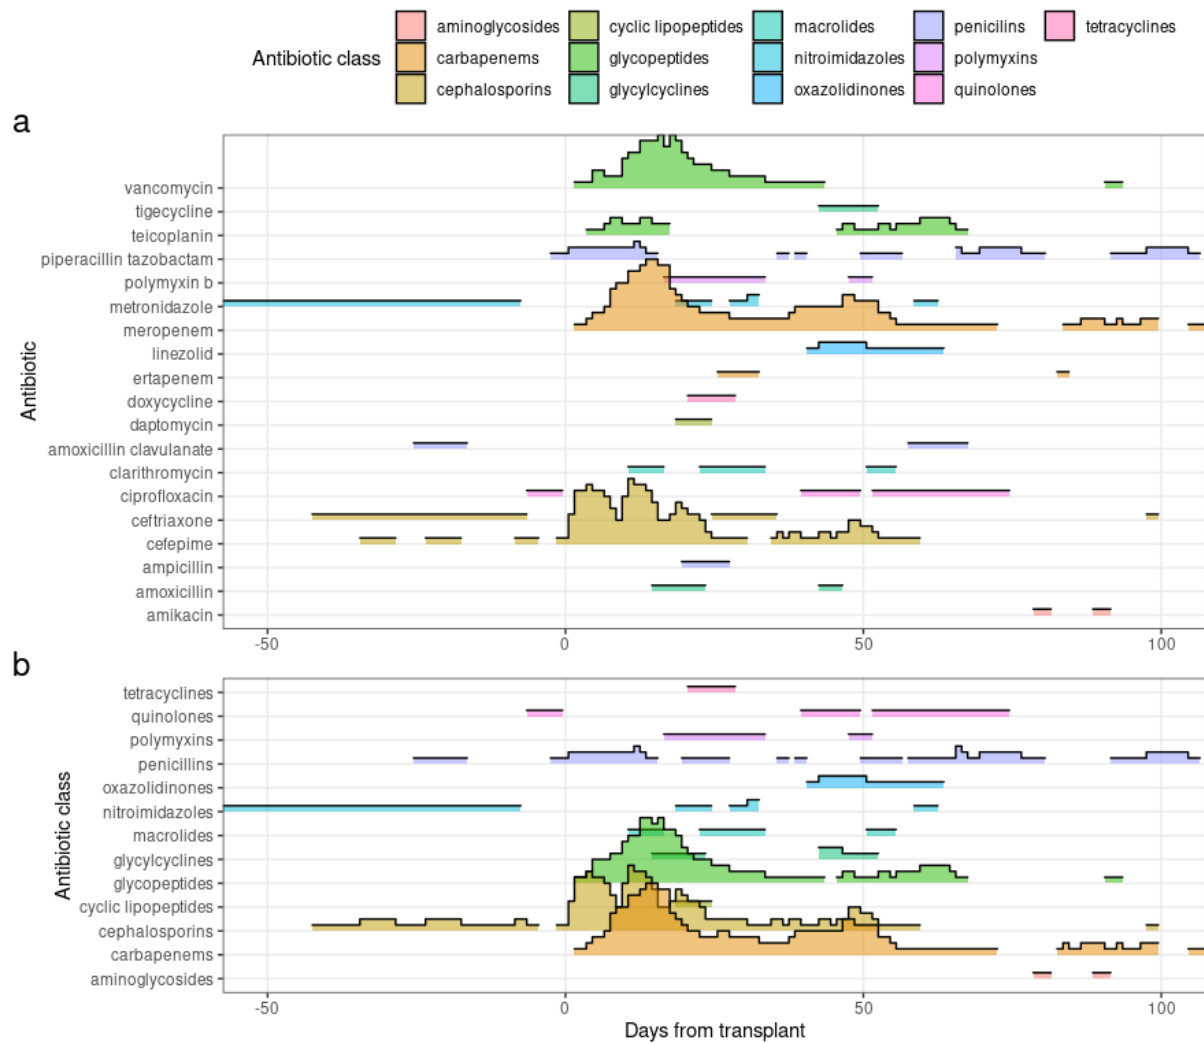 aminoglycosides cyclic lipopeptides macrolides penicilins tetracyclines
Antibiotic class carbapenems glycopeptides nitroimidazoles polymyxins
cephalosporins glycylcyclines oxazolidinones quinolones
a
vancomycin
tigecycline
teicoplanin
piperacillin tazobactam
polymyxin b
metronidazole
meropenem
linezolid
ertapenem
doxycycline
daptomycin
amoxicillin clavulanate
clarithromycin
ciprofloxacin
ceftriaxone
cefepime
ampicillin
amoxicillin
amikacin
Antibiotic
-50 0 50 100
b
tetracyclines
quinolones
polymyxins
penicillins
oxazolidinones
nitroimidazoles
macrolides
glycylcyclines
glycopeptides
cyclic lipopeptides
cephalosporins
carbapenems
aminoglycosides
Antibiotic class
-50 0 50 100
Days from transplant